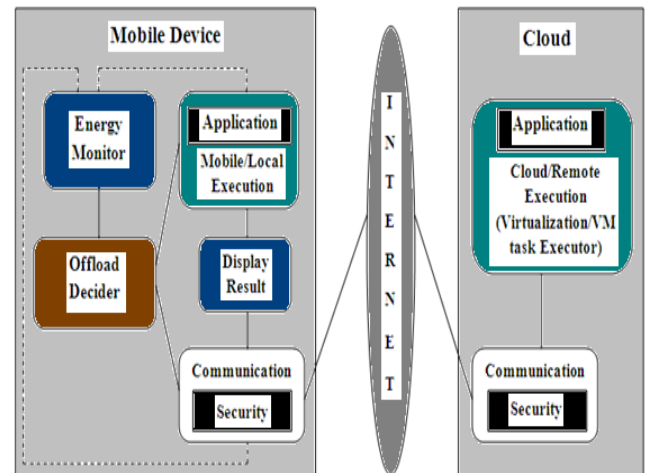 Mobile Device
Energy
Monitor
Application
Mobile/Local
Execution
Offload
Decider
Display
Result
Communication
Security
I
N
T
E
R
N
E
T
Cloud
Application
Cloud/Remote
Execution
(Virtualization/VM
task Executor)
Communication
Security